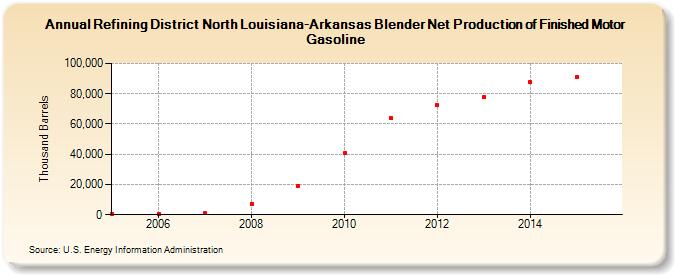 Annual Refining District North Louisiana-Arkansas Blender Net Production of Finished Motor
Gasoline
Thousand Barrels
100,000
80,000
60,000
40,000
20,000
0
2006 2008 2010 2012 2014
Source: U.S. Energy Information Administration